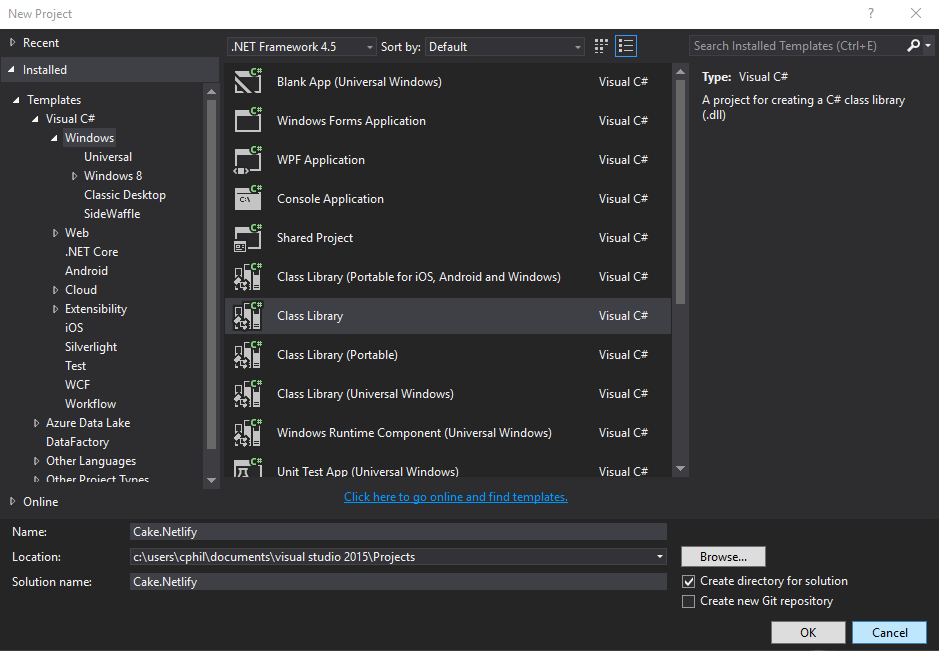 New Project
?
Recent
Installed
Templates
Visual C#
Windows
Universal
Windows 8
Classic Desktop
SideWaffle
Web
.NET Core
Android
Cloud
Extensibility
iOS
Silverlight
Test
WCF
Workflow
Azure Data Lake
DataFactory
Other Languages
Other Project Types
Online
.NET Framework 4.5 Sort by: Default
Blank App (Universal Windows) Visual C#
Windows Forms Application Visual C#
WPF Application Visual C#
Console Application Visual C#
Shared Project Visual C#
Class Library (Portable for iOS, Android and Windows) Visual C#
Class Library Visual C#
Class Library (Portable) Visual C#
Class Library (Universal Windows) Visual C#
Windows Runtime Component (Universal Windows) Visual C#
Unit Test App (Universal Windows) Visual C#
Click here to go online and find templates.
Search Installed Templates (Ctrl+E)
Type: Visual C#
A project for creating a C# class library
(.dll)
Name: Cake.Netlify
Location: c:\users\cphil\documents\visual studio 2015\Projects Browse...
Solution name: Cake.Netlify
Create directory for solution
Create new Git repository
OK Cancel